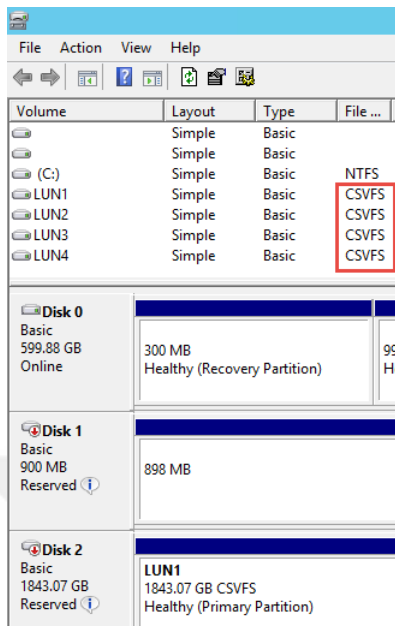 File Action View Help
Volume Layout Type File ...
Simple Basic
Simple Basic
(C:) Simple Basic NTFS
LUN1 Simple Basic CSVFS
LUN2 Simple Basic CSVFS
LUN3 Simple Basic CSVFS
LUN4 Simple Basic CSVFS
Disk 0
Basic
599.88 GB
Online
300 MB
Healthy (Recovery Partition)
99
H
Disk 1
Basic
900 MB
Reserved
898 MB
Disk 2
Basic
1843.07 GB
Reserved
LUN1
1843.07 GB CSVFS
Healthy (Primary Partition)